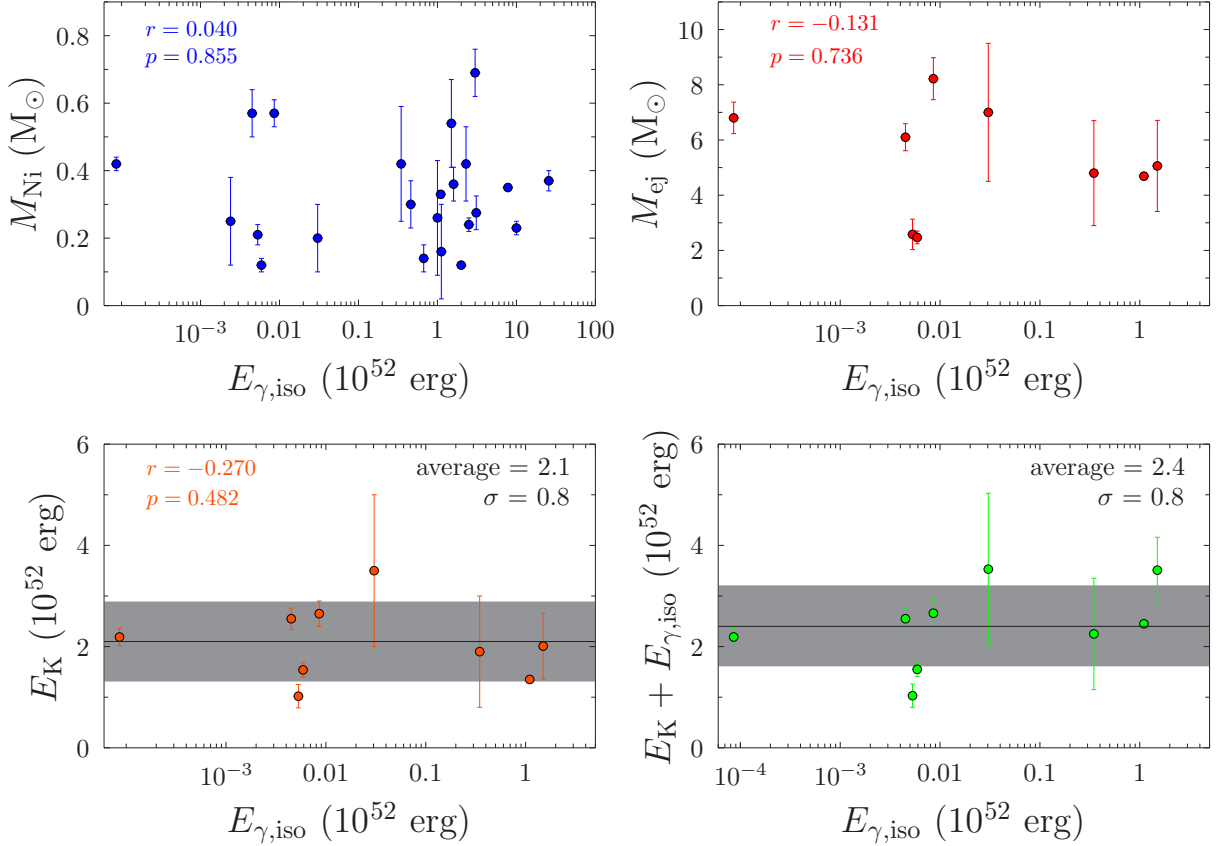 r = 0.040
p = 0.855
0.8
0.6
0.4
0.2
0
M_Ni (M_⊙)
10^−3 0.01 0.1 1 10 100
E_γ,iso (10^52 erg)
r = −0.131
p = 0.736
10
8
6
4
2
0
M_ej (M_⊙)
10^−3 0.01 0.1 1
E_γ,iso (10^52 erg)
r = −0.270
p = 0.482
average = 2.1
σ = 0.8
6
4
2
0
E_K (10^52 erg)
10^−3 0.01 0.1 1
E_γ,iso (10^52 erg)
average = 2.4
σ = 0.8
6
4
2
0
E_K + E_γ,iso (10^52 erg)
10^−4 10^−3 0.01 0.1 1
E_γ,iso (10^52 erg)